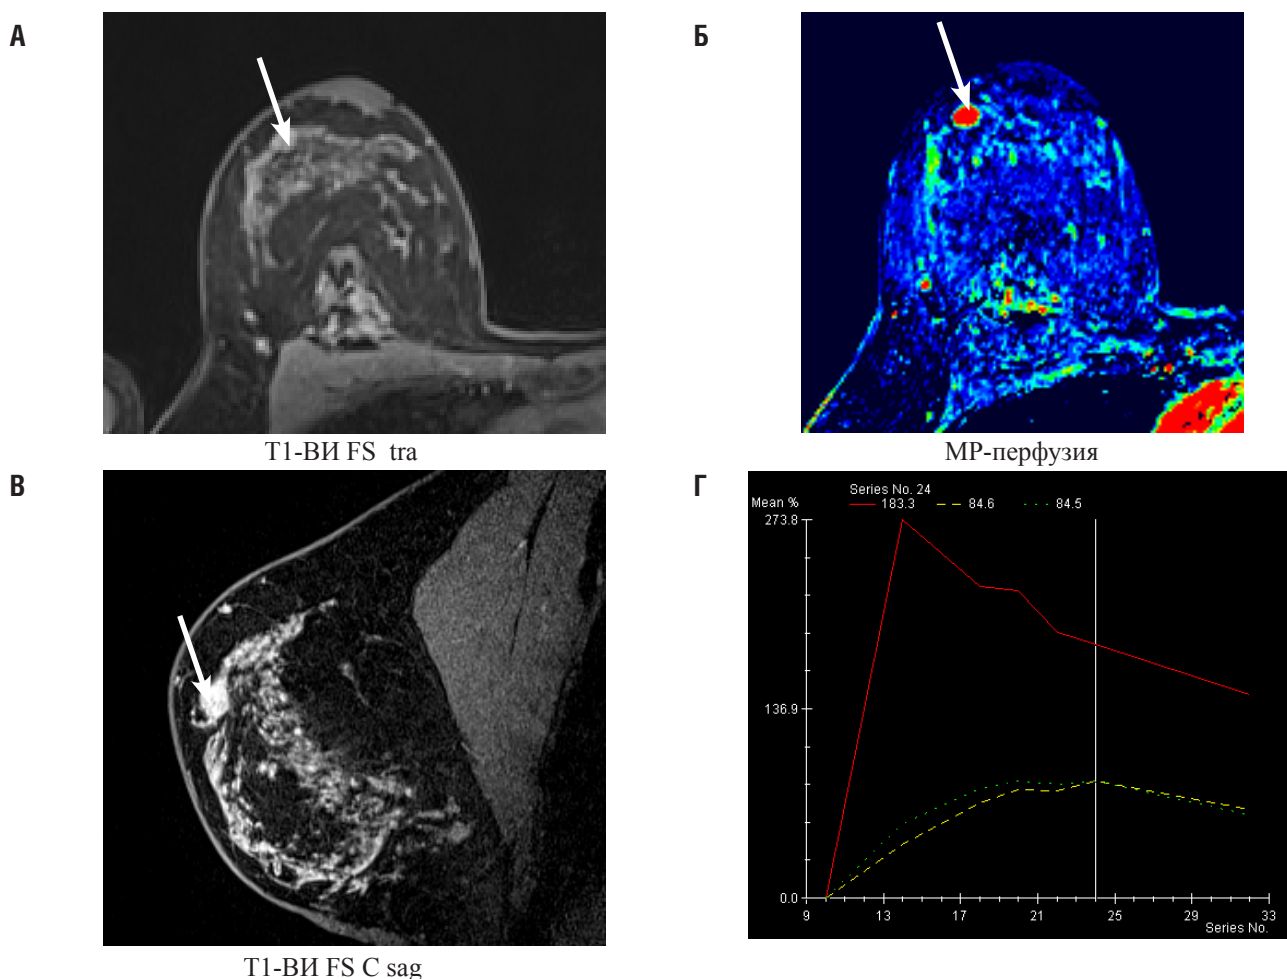 А
Т1-ВИ FS tra
Б
МР-перфузия
В
Т1-ВИ FS C sag
Г
Series No. 24
Mean % 183.3 84.6 84.5
273.8
136.9
0.0
9 13 17 21 25 29 33
Series No.